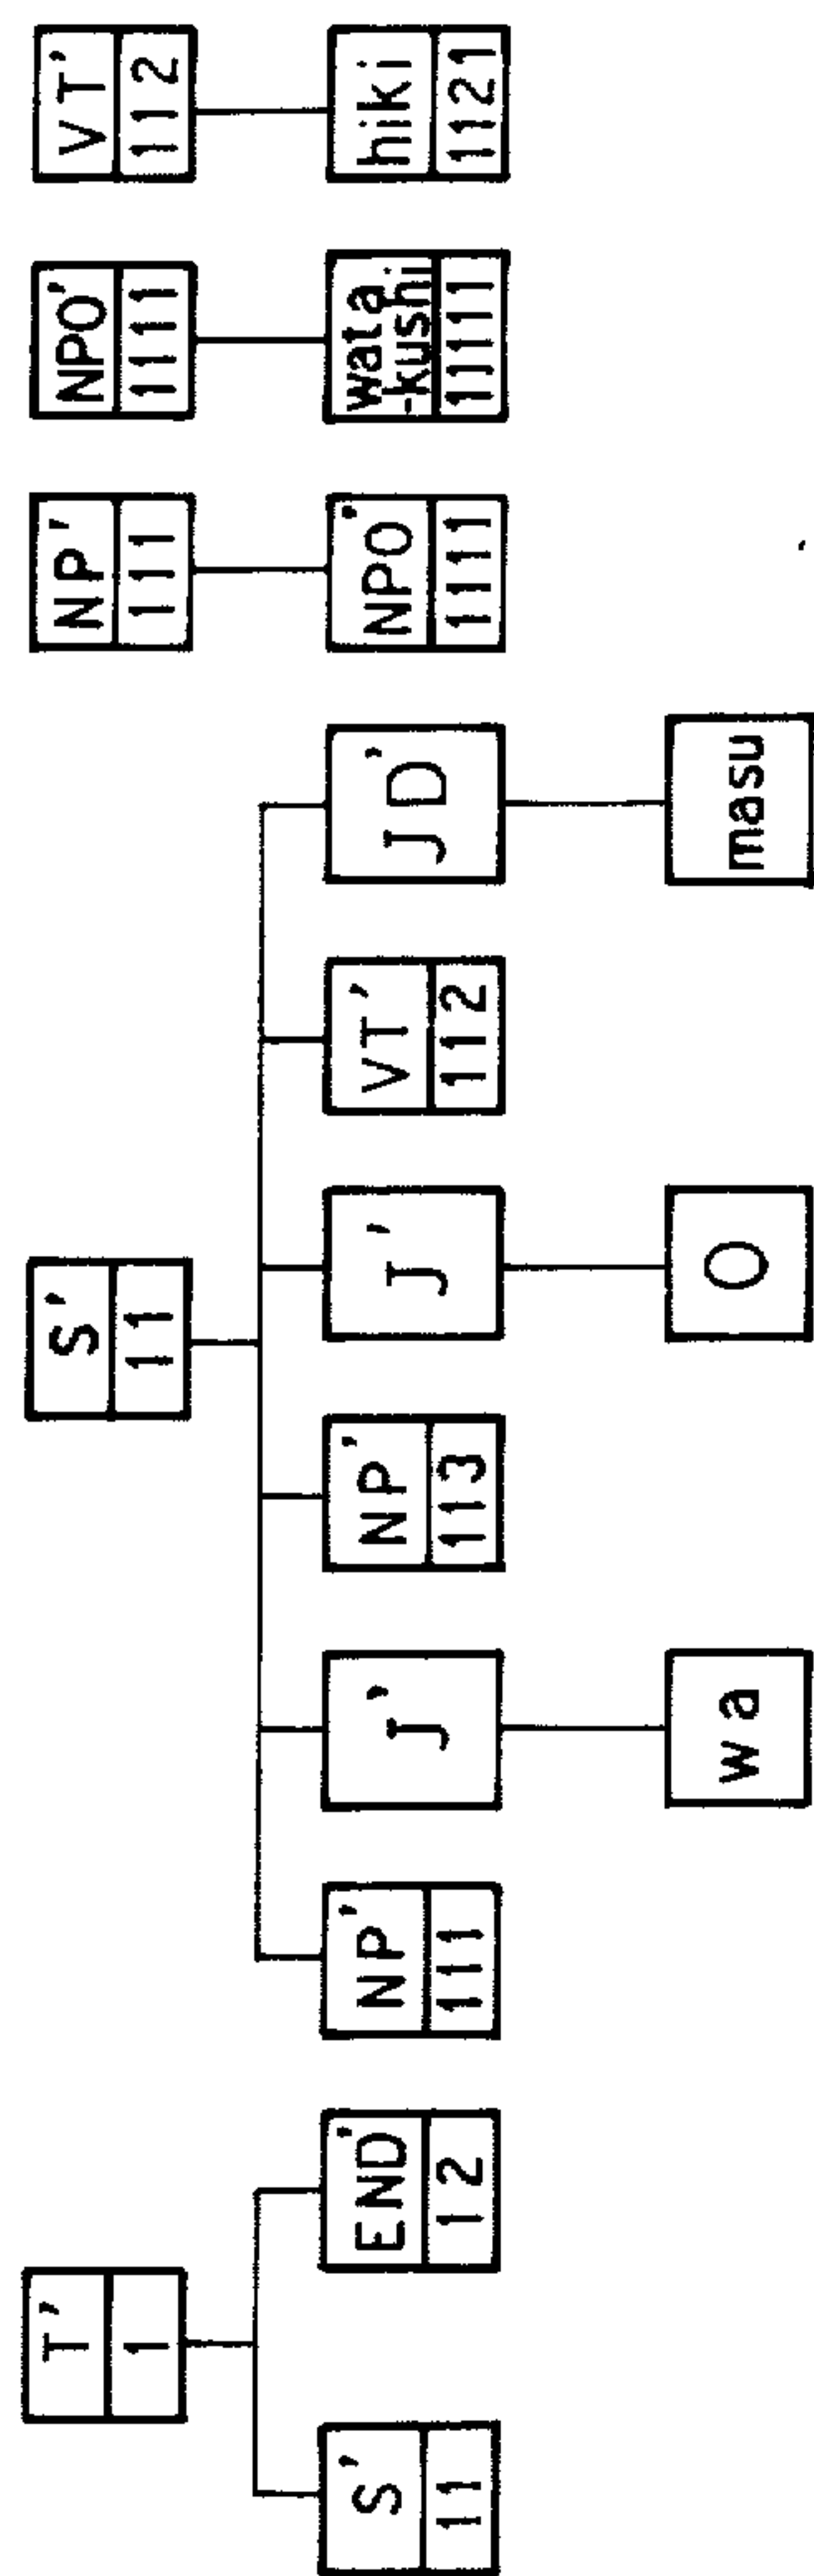 T' S' NP' NPO' VT'
1 11 111 1111 112
S' END' NP' J' NP' J' VT' JD' NPO' wata hiki
-kushi
11 12 111 113 112 1111 11111 1121
wa O masu